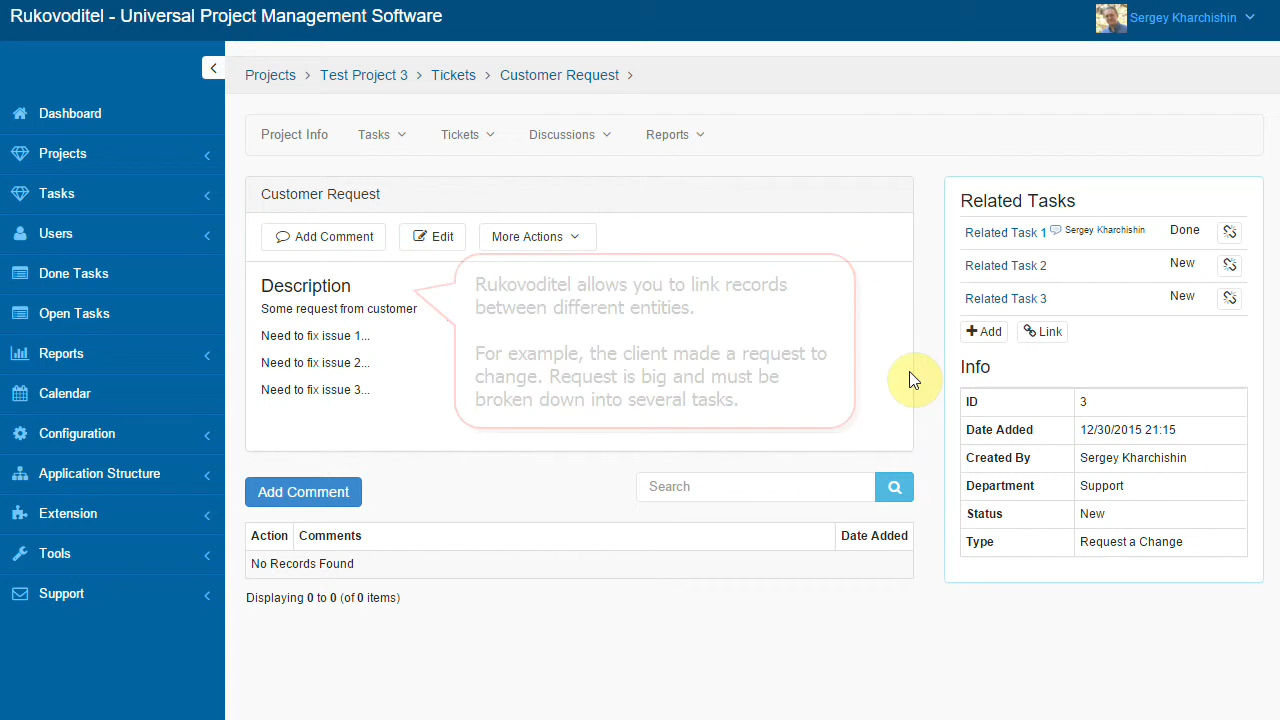 Rukovoditel - Universal Project Management Software
Sergey Kharchishin
Dashboard
Projects
Tasks
Users
Done Tasks
Open Tasks
Reports
Calendar
Configuration
Application Structure
Extension
Tools
Support
Projects > Test Project 3 > Tickets > Customer Request >
Project Info Tasks Tickets Discussions Reports
Customer Request
Add Comment Edit More Actions
Description
Some request from customer
Need to fix issue 1...
Need to fix issue 2...
Need to fix issue 3...
Rukovoditel allows you to link records
between different entities.
For example, the client made a request to
change. Request is big and must be
broken down into several tasks.
Add Comment
Search
Action Comments Date Added
No Records Found
Displaying 0 to 0 (of 0 items)
Related Tasks
Related Task 1 Sergey Kharchishin Done
Related Task 2 New
Related Task 3 New
Add Link
Info
ID 3
Date Added 12/30/2015 21:15
Created By Sergey Kharchishin
Department Support
Status New
Type Request a Change